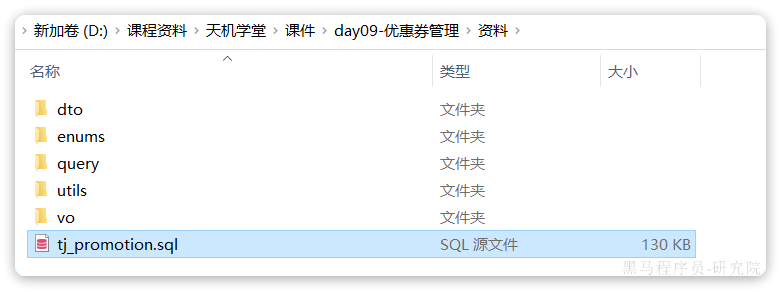 新加卷 (D:) › 课程资料 › 天机学堂 › 课件 › day09-优惠券管理 › 资料 ›
名称 类型 大小
dto 文件夹
enums 文件夹
query 文件夹
utils 文件夹
vo 文件夹
tj_promotion.sql SQL 源文件 130 KB
黑马程序员-研究院